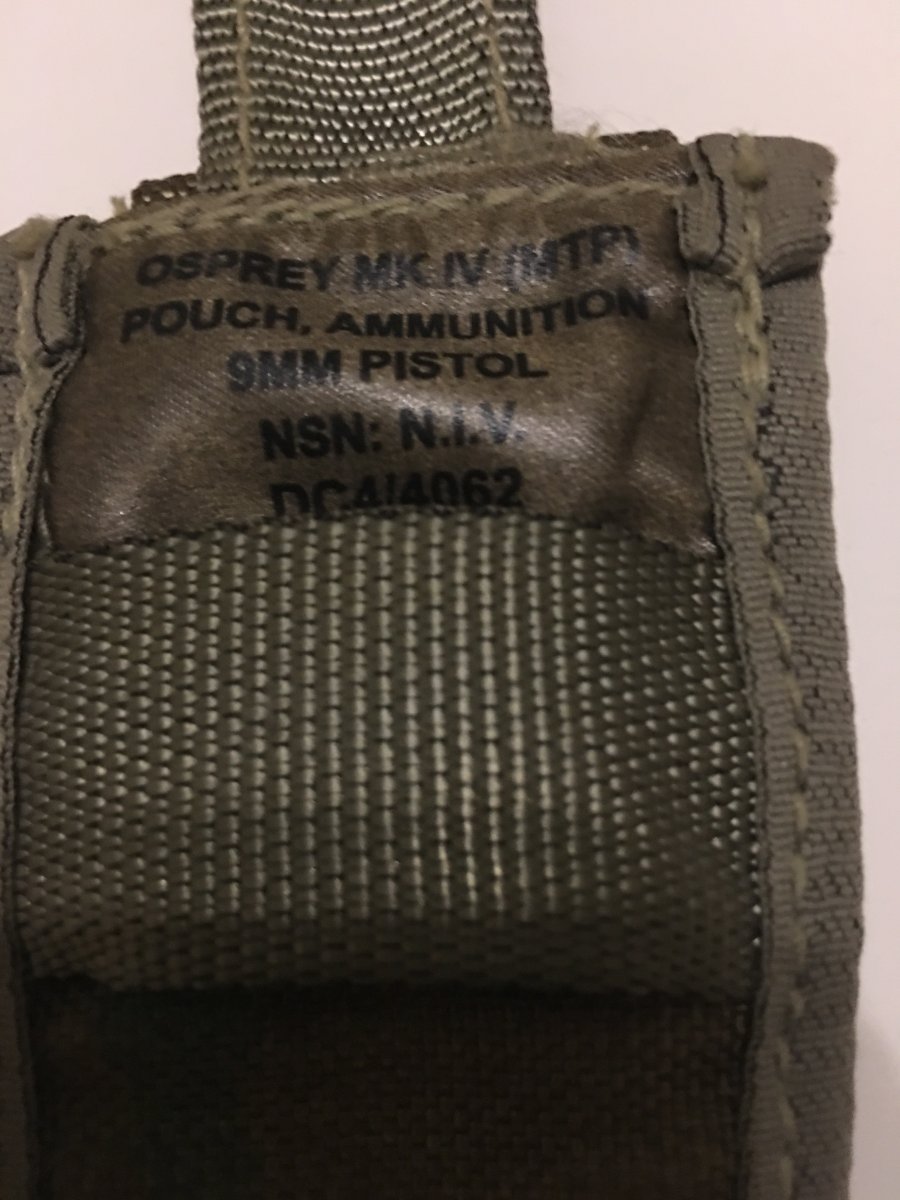 OSPREY MK IV (MTP)
POUCH, AMMUNITION
9MM PISTOL
NSN: N.I.V.
DC4/4062